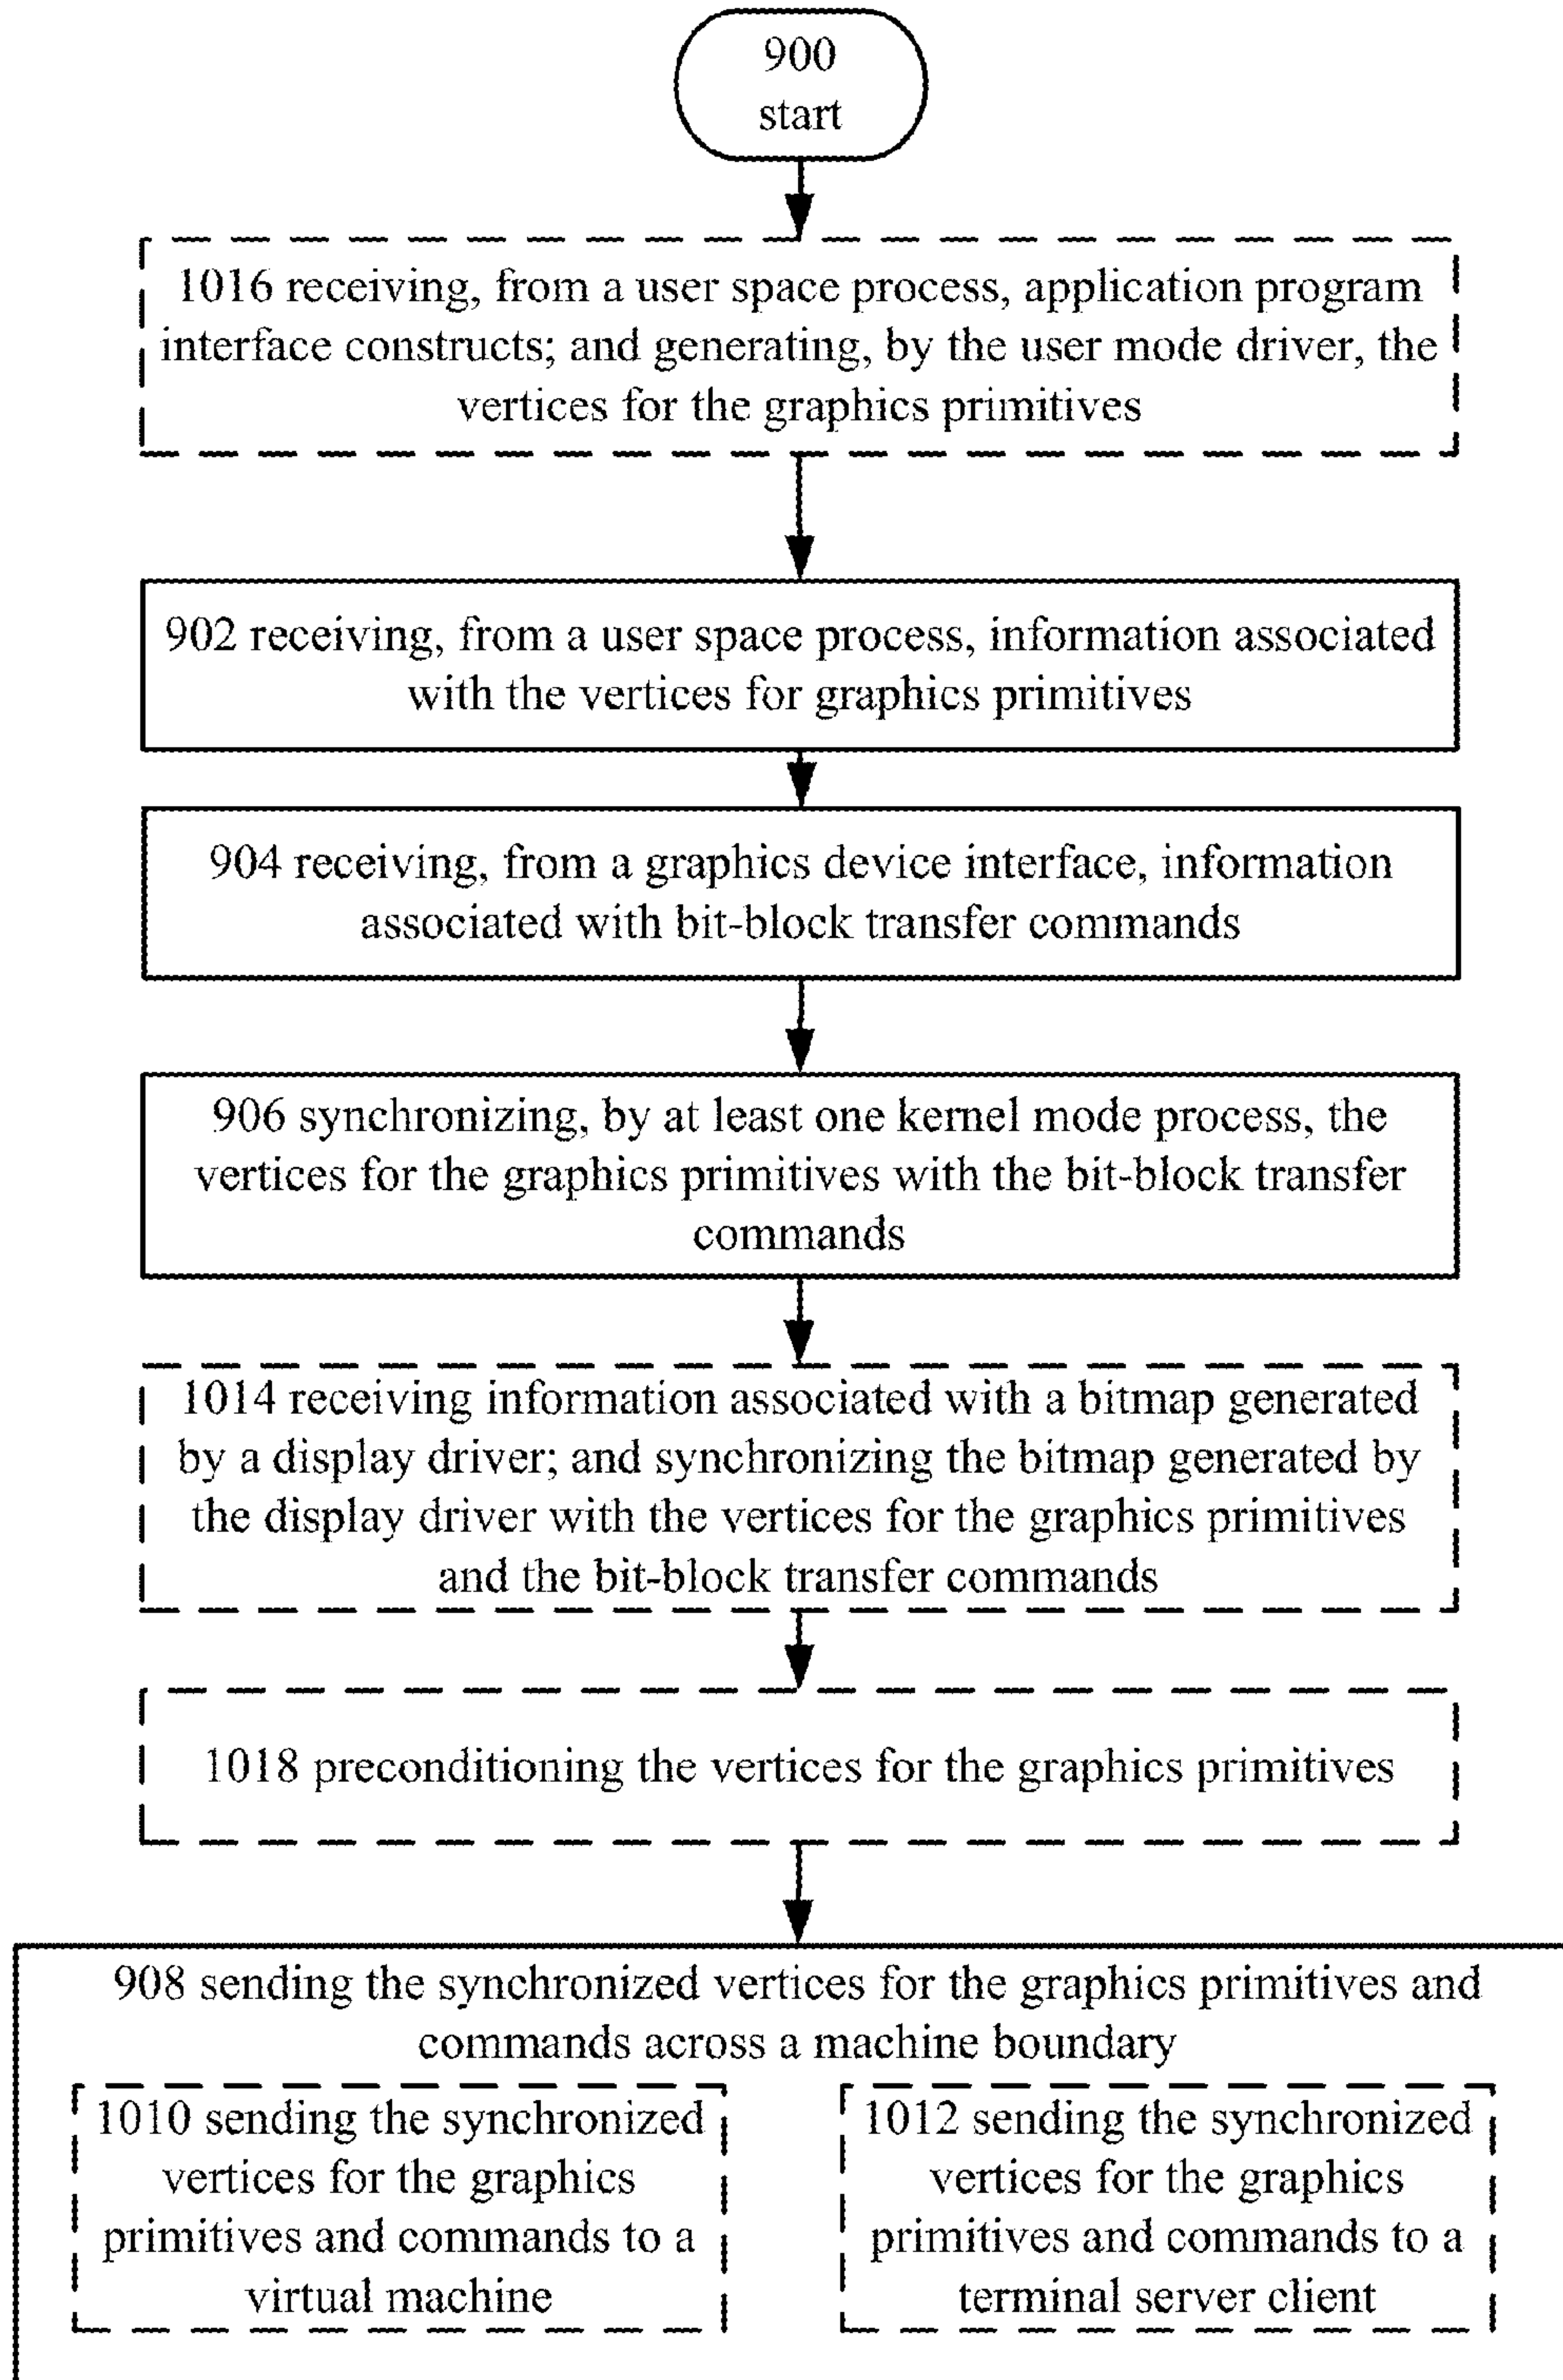 900
start
1016 receiving, from a user space process, application program
interface constructs; and generating, by the user mode driver, the
vertices for the graphics primitives
902 receiving, from a user space process, information associated
with the vertices for graphics primitives
904 receiving, from a graphics device interface, information
associated with bit-block transfer commands
906 synchronizing, by at least one kernel mode process, the
vertices for the graphics primitives with the bit-block transfer
commands
1014 receiving information associated with a bitmap generated
by a display driver; and synchronizing the bitmap generated by
the display driver with the vertices for the graphics primitives
and the bit-block transfer commands
1018 preconditioning the vertices for the graphics primitives
908 sending the synchronized vertices for the graphics primitives and
commands across a machine boundary
1010 sending the synchronized
vertices for the graphics
primitives and commands to a
virtual machine
1012 sending the synchronized
vertices for the graphics
primitives and commands to a
terminal server client